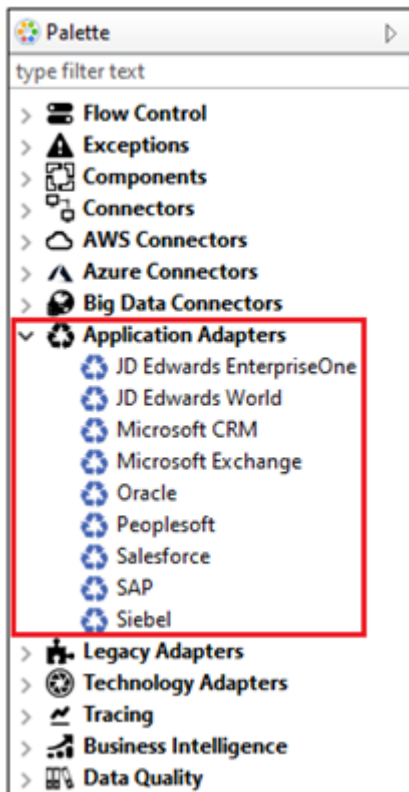 Palette
type filter text
Flow Control
Exceptions
Components
Connectors
AWS Connectors
Azure Connectors
Big Data Connectors
Application Adapters
JD Edwards EnterpriseOne
JD Edwards World
Microsoft CRM
Microsoft Exchange
Oracle
Peoplesoft
Salesforce
SAP
Siebel
Legacy Adapters
Technology Adapters
Tracing
Business Intelligence
Data Quality